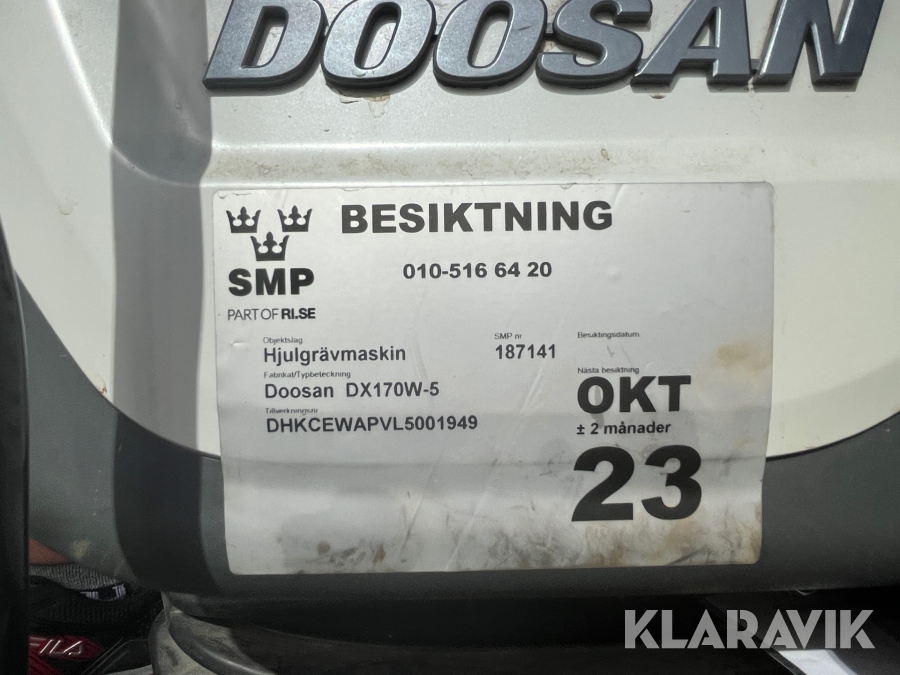 DOOSAN
BESIKTNING
010-516 64 20
SMP
PART OF RI.SE
Objektslag
Hjulgrävmaskin
SMP nr
187141
Besiktningsdatum
Fabrikat/Typbeteckning
Doosan DX170W-5
Tillverkningsnr
DHKCEWAPVL5001949
Nästa besiktning
OKT
± 2 månader
23
FILA
KLARAVIK